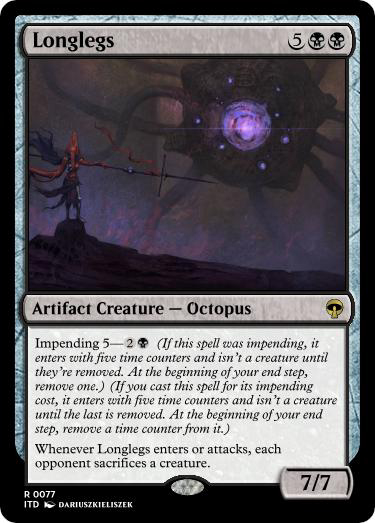 Longlegs 5
Artifact Creature — Octopus
Impending 5—2 (If this spell was impending, it
enters with five time counters and isn't a creature until
they're removed. At the beginning of your end step,
remove one.) (If you cast this spell for its impending
cost, it enters with five time counters and isn't a creature
until the last is removed. At the beginning of your end
step, remove a time counter from it.)
Whenever Longlegs enters or attacks, each
opponent sacrifices a creature.
7/7
R 0077
ITD DARIUSZKIELISZEK